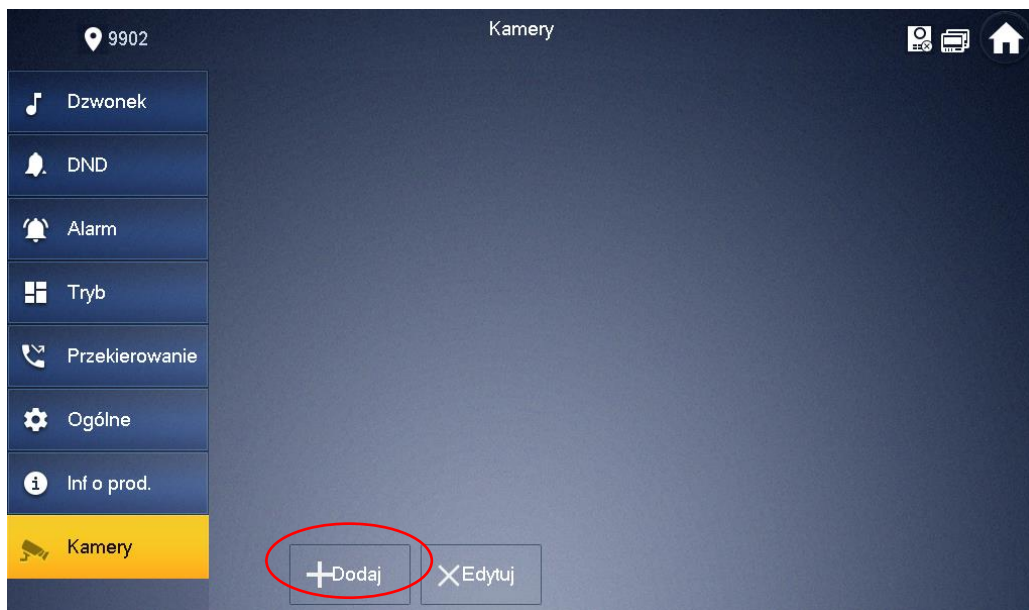 9902
Kamery
Dzwonek
DND
Alarm
Tryb
Przekierowanie
Ogólne
Inf o prod.
Kamery
Dodaj
Edytuj